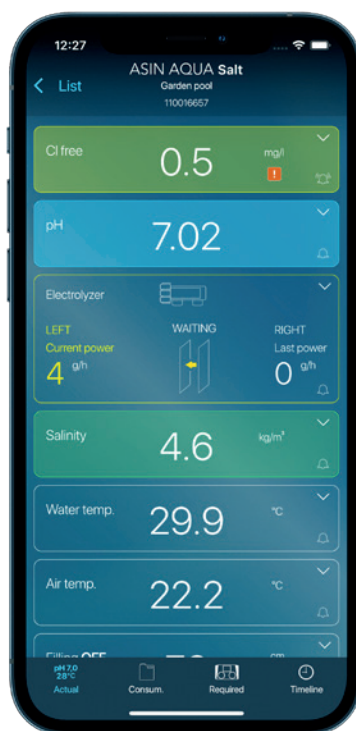 12:27
ASIN AQUA Salt
< List
Garden pool
110016657
Cl free
0.5
mg/l
!
pH
7.02
Electrolyzer
LEFT
WAITING
RIGHT
Current power
Last power
4 g/h
0 g/h
Salinity
4.6
kg/m³
Water temp.
29.9
°C
Air temp.
22.2
°C
Filling OFF
cm
pH 7,0
28°C
Actual
Consum.
Required
Timeline